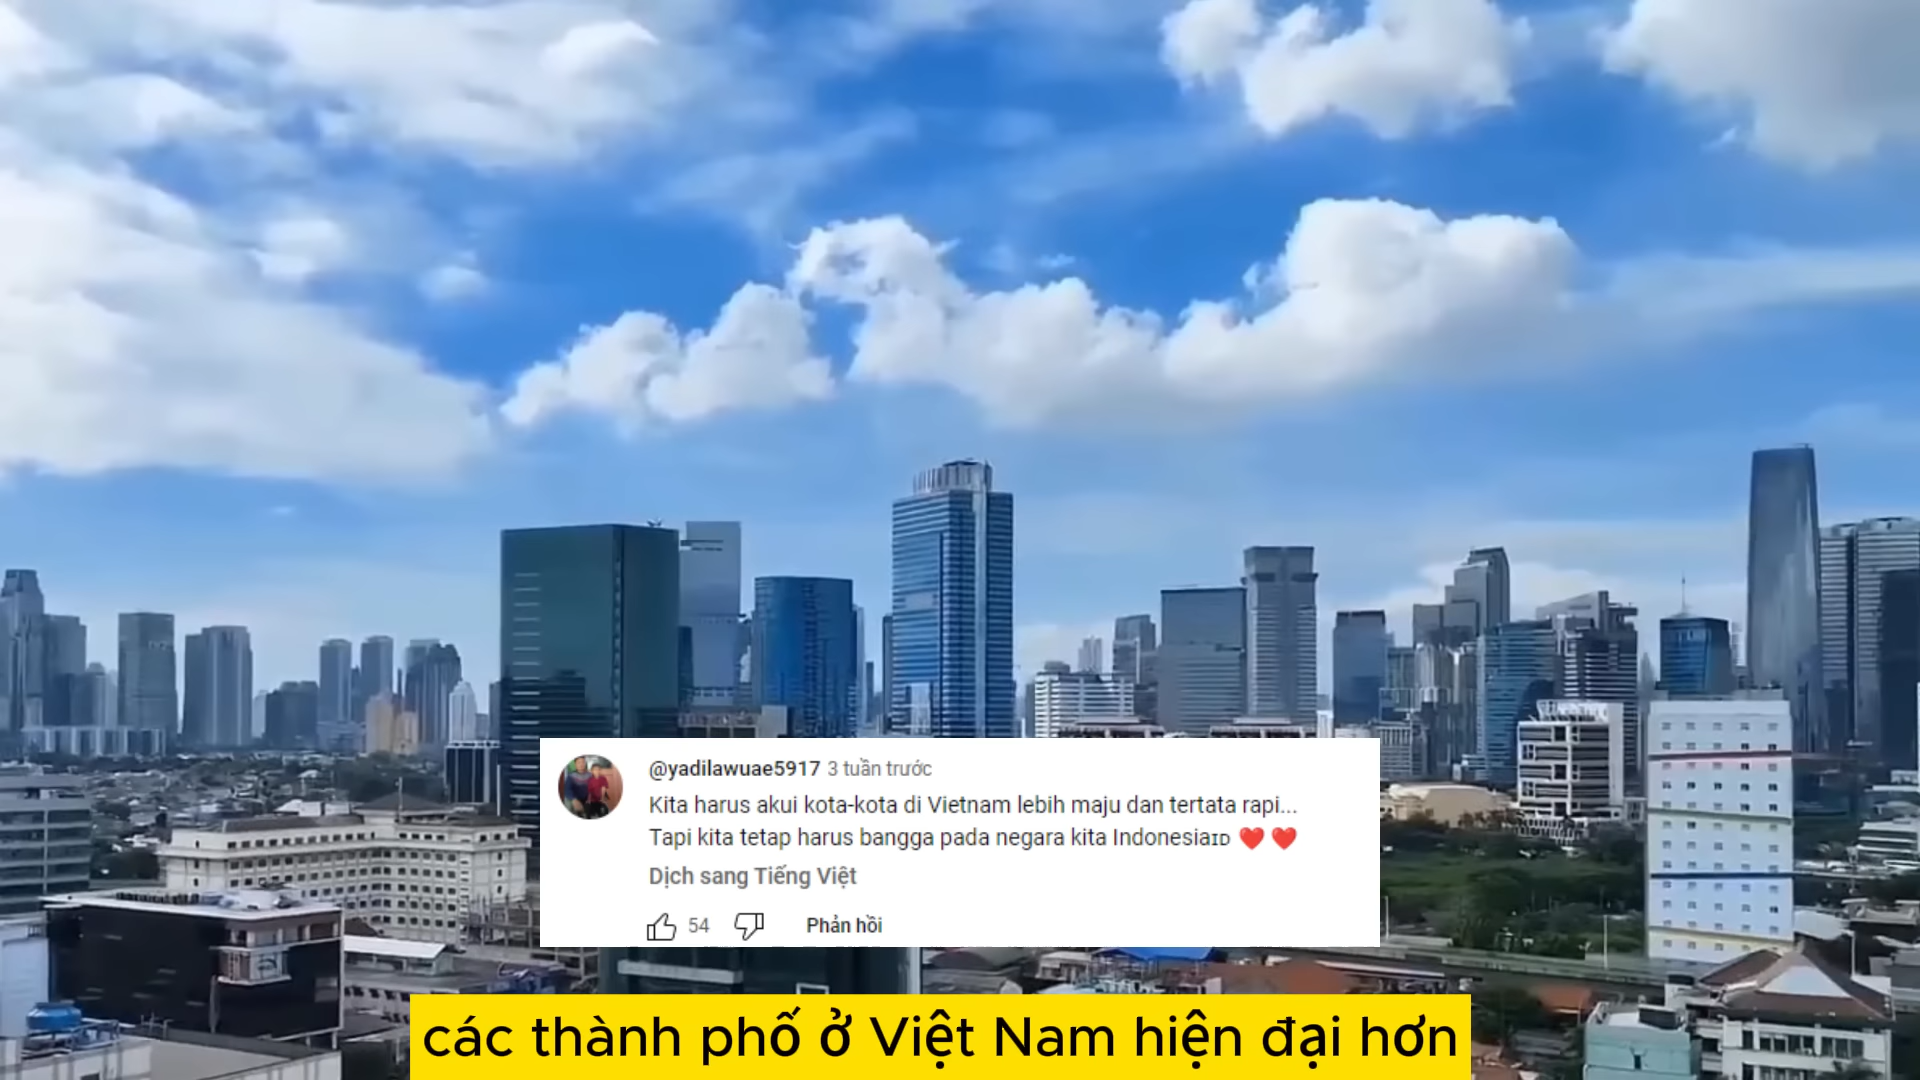 @yadilawuae5917 3 tuần trước
Kita harus akui kota-kota di Vietnam lebih maju dan tertata rapi...
Tapi kita tetap harus bangga pada negara kita Indonesiaɪᴅ ❤️ ❤️
Dịch sang Tiếng Việt
54 Phản hồi
các thành phố ở Việt Nam hiện đại hơn